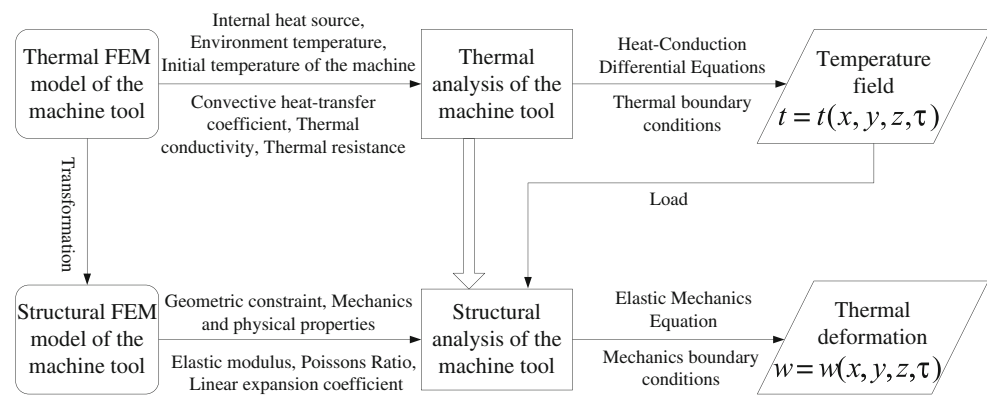 Thermal FEM
model of the
machine tool
Internal heat source,
Environment temperature,
Initial temperature of the machine
Convective heat-transfer
coefficient, Thermal
conductivity, Thermal resistance
Thermal
analysis of the
machine tool
Heat-Conduction
Differential Equations
Thermal boundary
conditions
Temperature
field
t = t(x, y, z, τ)
Transformation
Load
Structural FEM
model of the
machine tool
Geometric constraint, Mechanics
and physical properties
Elastic modulus, Poissons Ratio,
Linear expansion coefficient
Structural
analysis of the
machine tool
Elastic Mechanics
Equation
Mechanics boundary
conditions
Thermal
deformation
w = w(x, y, z, τ)